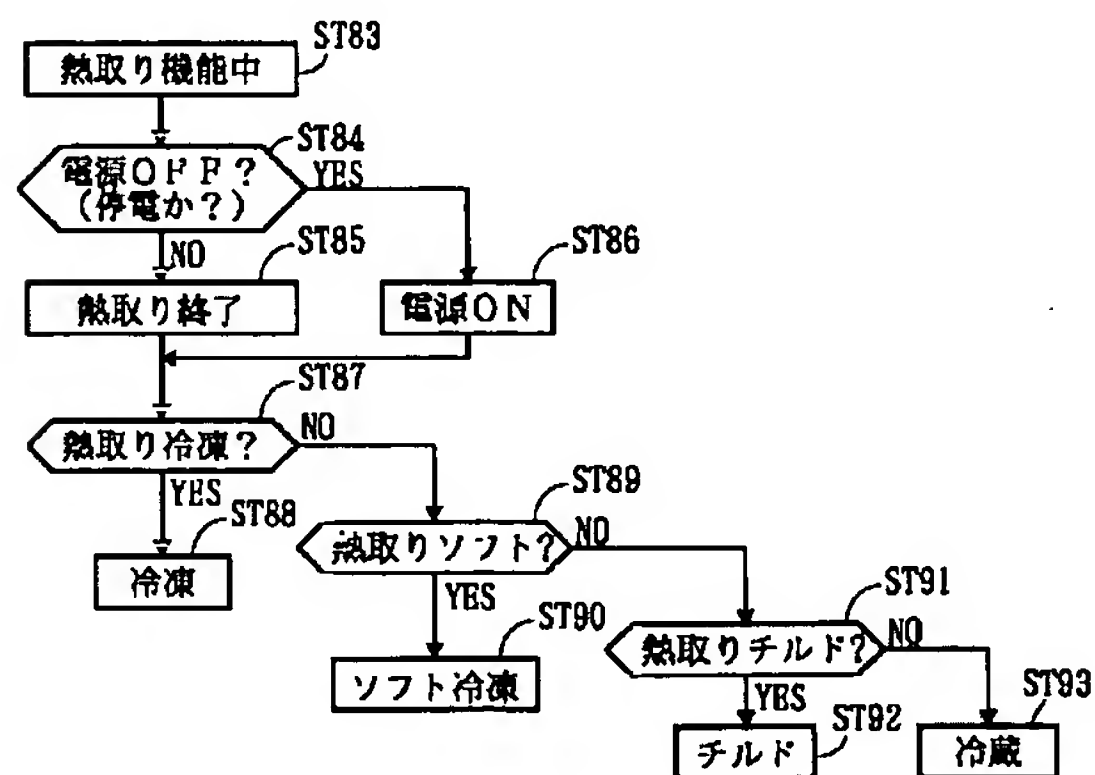 ST83
熱取り機能中
ST84
電源OFF?
(停電か?)
YES
NO
ST85
熱取り終了
ST86
電源ON
ST87
熱取り冷凍?
NO
YES
ST88
冷凍
ST89
熱取りソフト?
NO
YES
ST90
ソフト冷凍
ST91
熱取りチルド?
NO
YES
ST92
チルド
ST93
冷蔵